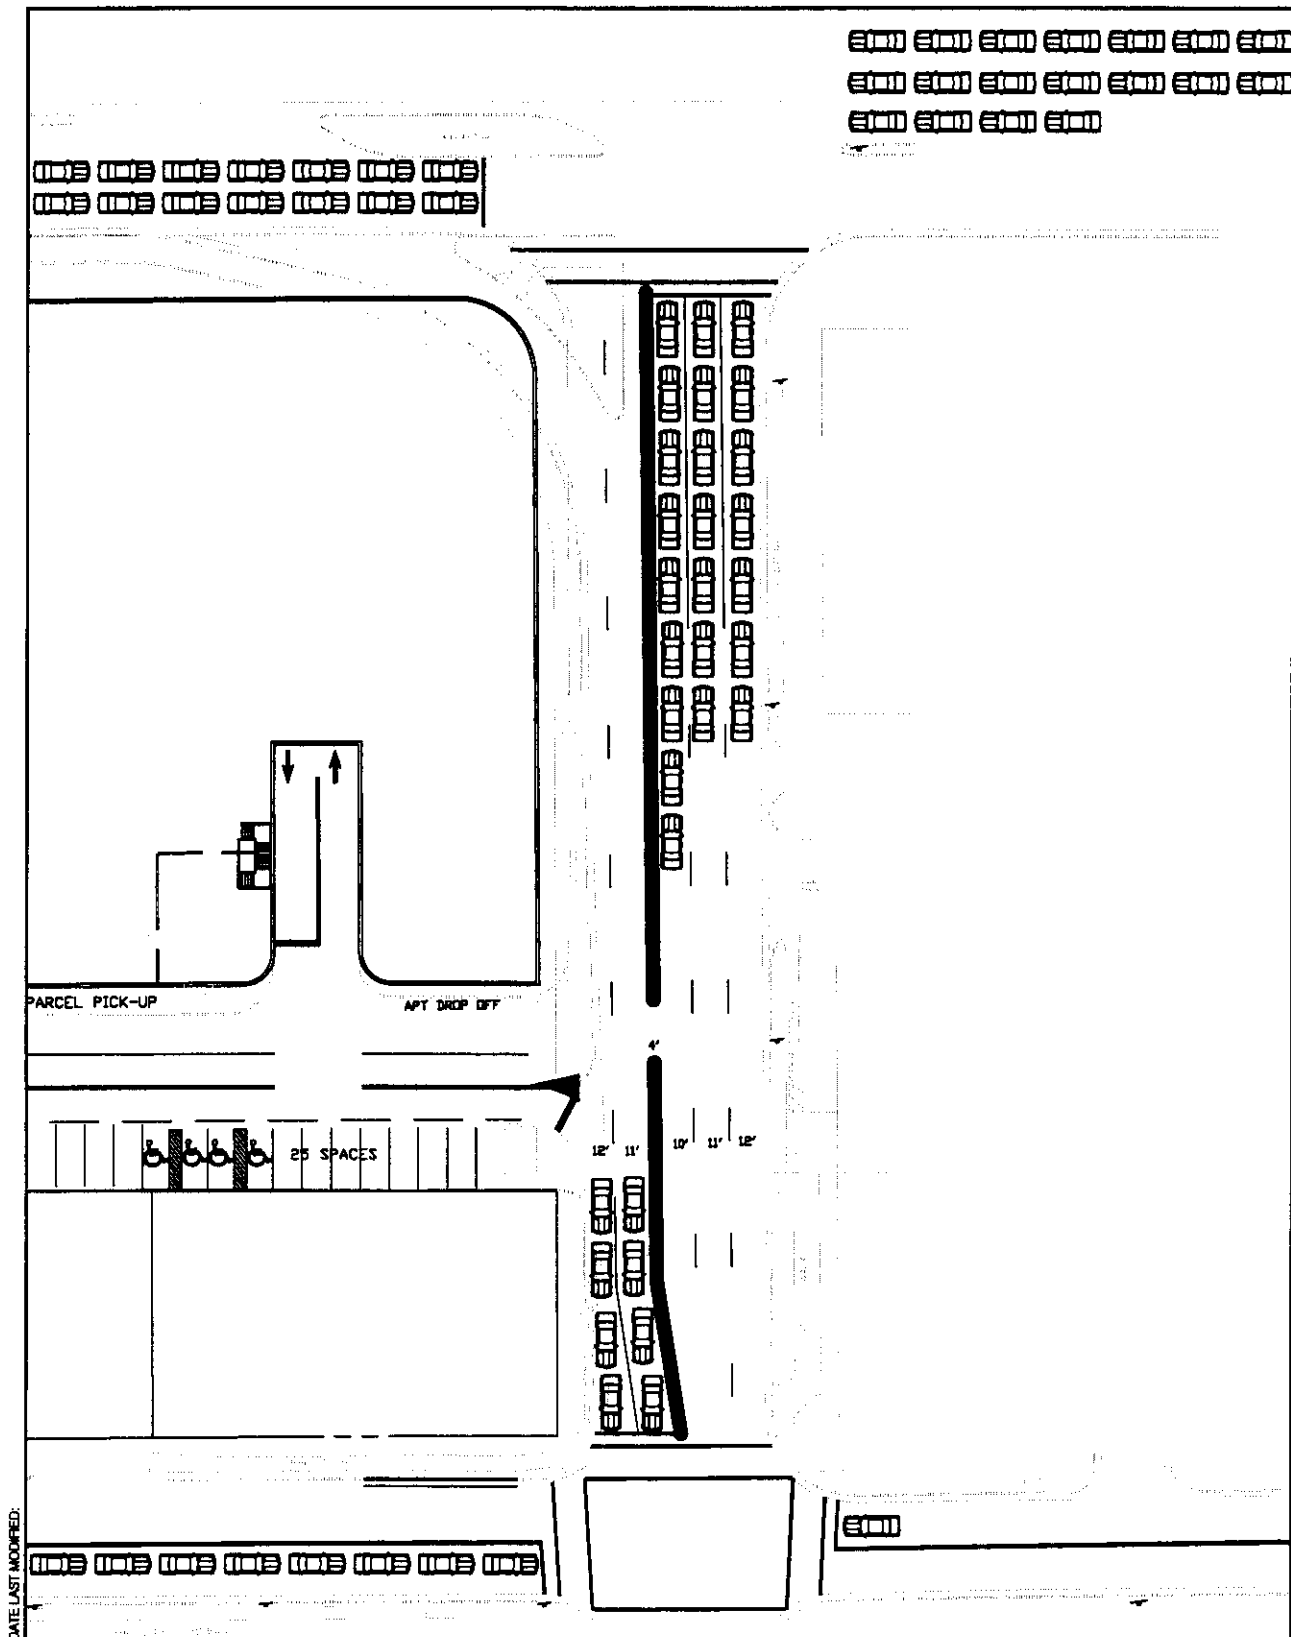 PARCEL PICK-UP
APT DROP OFF
4'
12' 11' 10' 11' 12'
25 SPACES
DATE LAST MODIFIED: